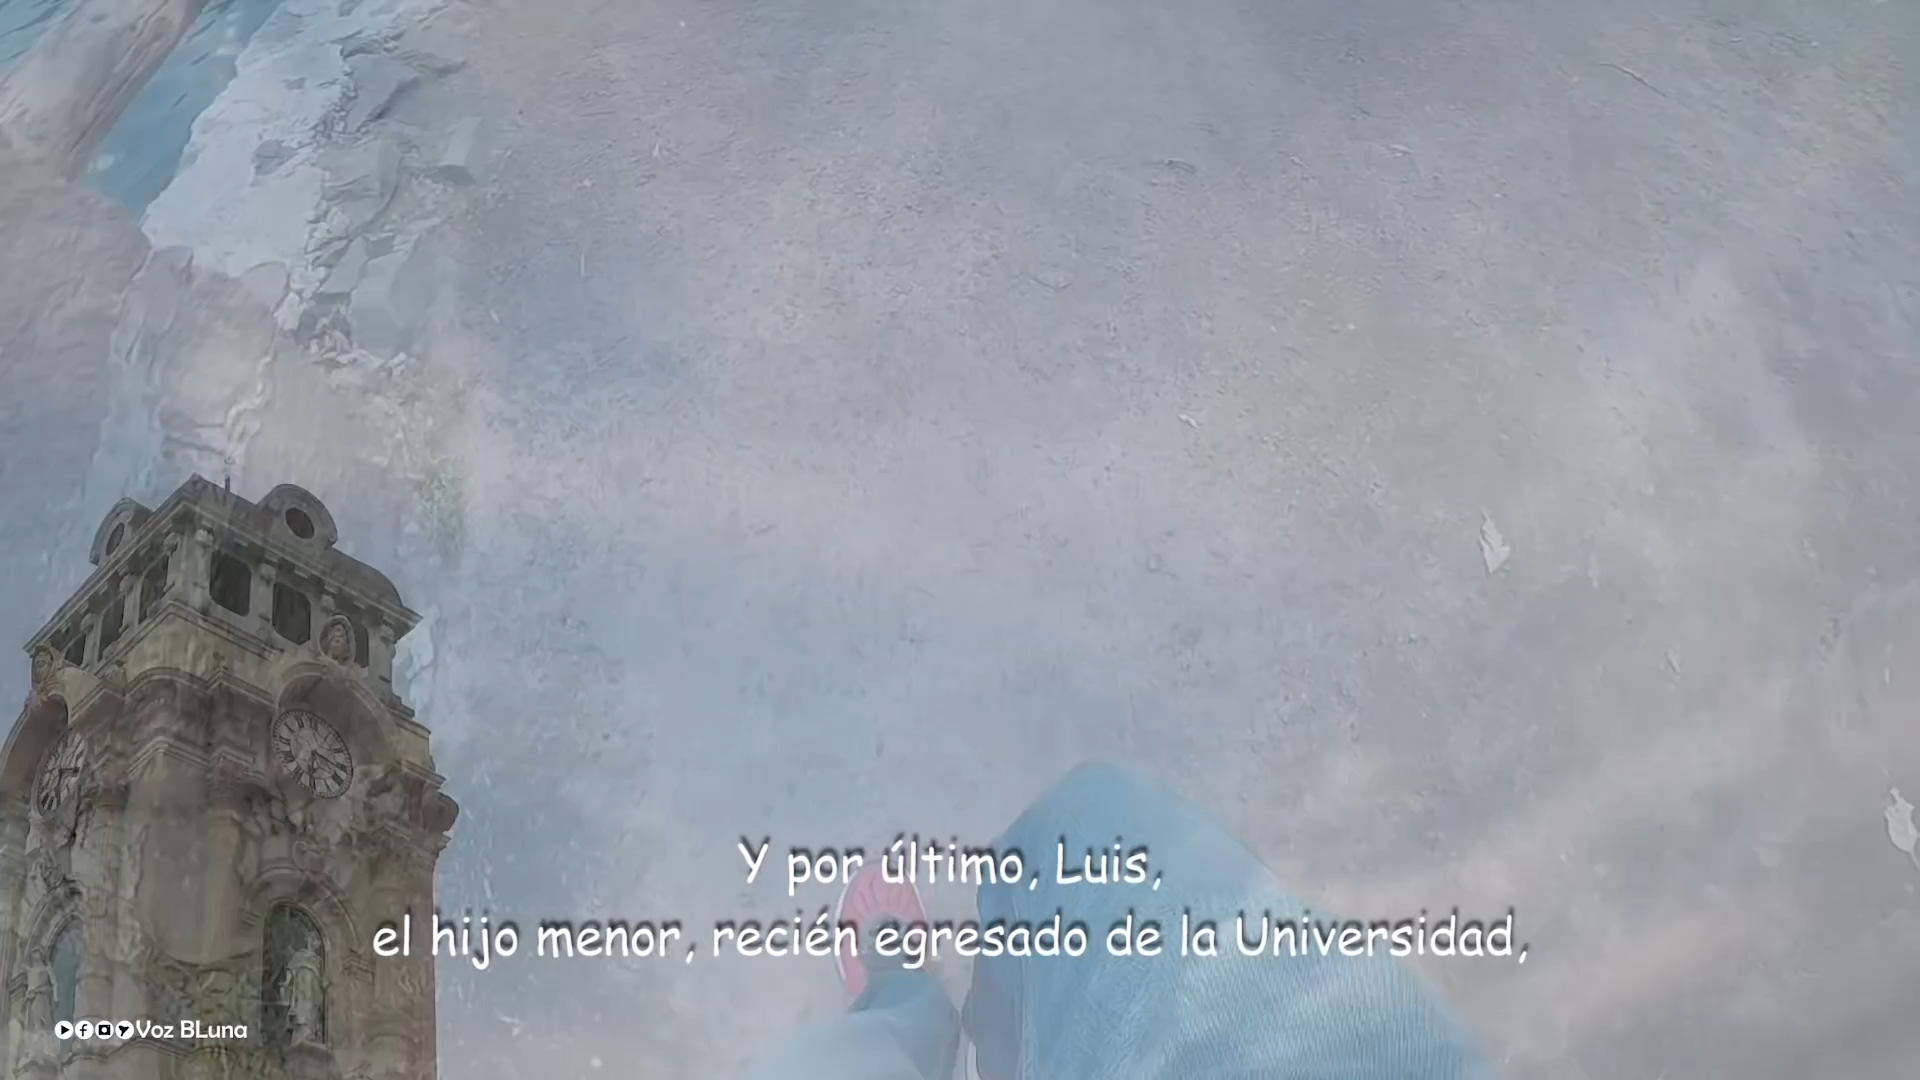 Y por último, Luis,
el hijo menor, recién egresado de la Universidad,
Voz BLuna